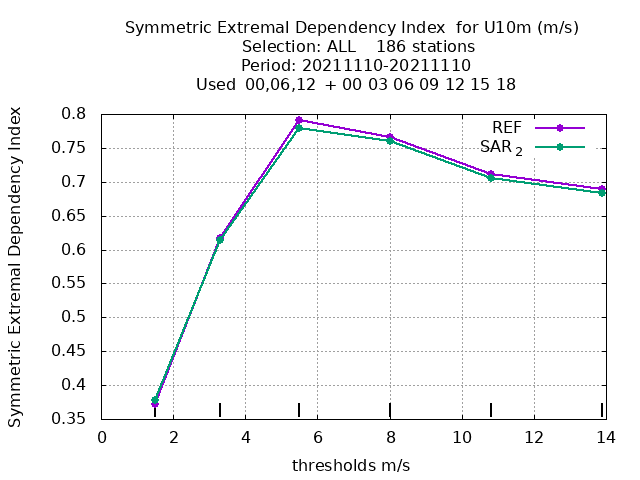 Symmetric Extremal Dependency Index for U10m (m/s)
Selection: ALL 186 stations
Period: 20211110-20211110
Used 00,06,12 + 00 03 06 09 12 15 18
Symmetric Extremal Dependency Index
0.8
0.75
0.7
0.65
0.6
0.55
0.5
0.45
0.4
0.35
REF
SAR 2
0 2 4 6 8 10 12 14
thresholds m/s